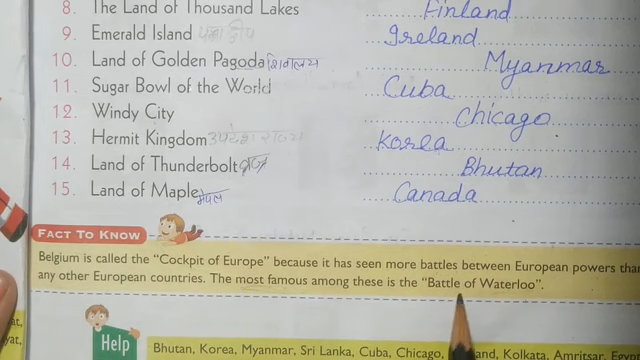 8. The Land of Thousand Lakes Finland
9. Emerald Island पन्ना द्वीप Ireland
10. Land of Golden Pagoda शिवालय Myanmar
11. Sugar Bowl of the World Cuba
12. Windy City Chicago
13. Hermit Kingdom राज्य Korea
14. Land of Thunderbolt Bhutan
15. Land of Maple मेपल Canada
FACT TO KNOW
Belgium is called the "Cockpit of Europe" because it has seen more battles between European powers than
any other European countries. The most famous among these is the "Battle of Waterloo".
Help
Bhutan, Korea, Myanmar, Sri Lanka, Cuba, Chicago, Kolkata, Amritsar,